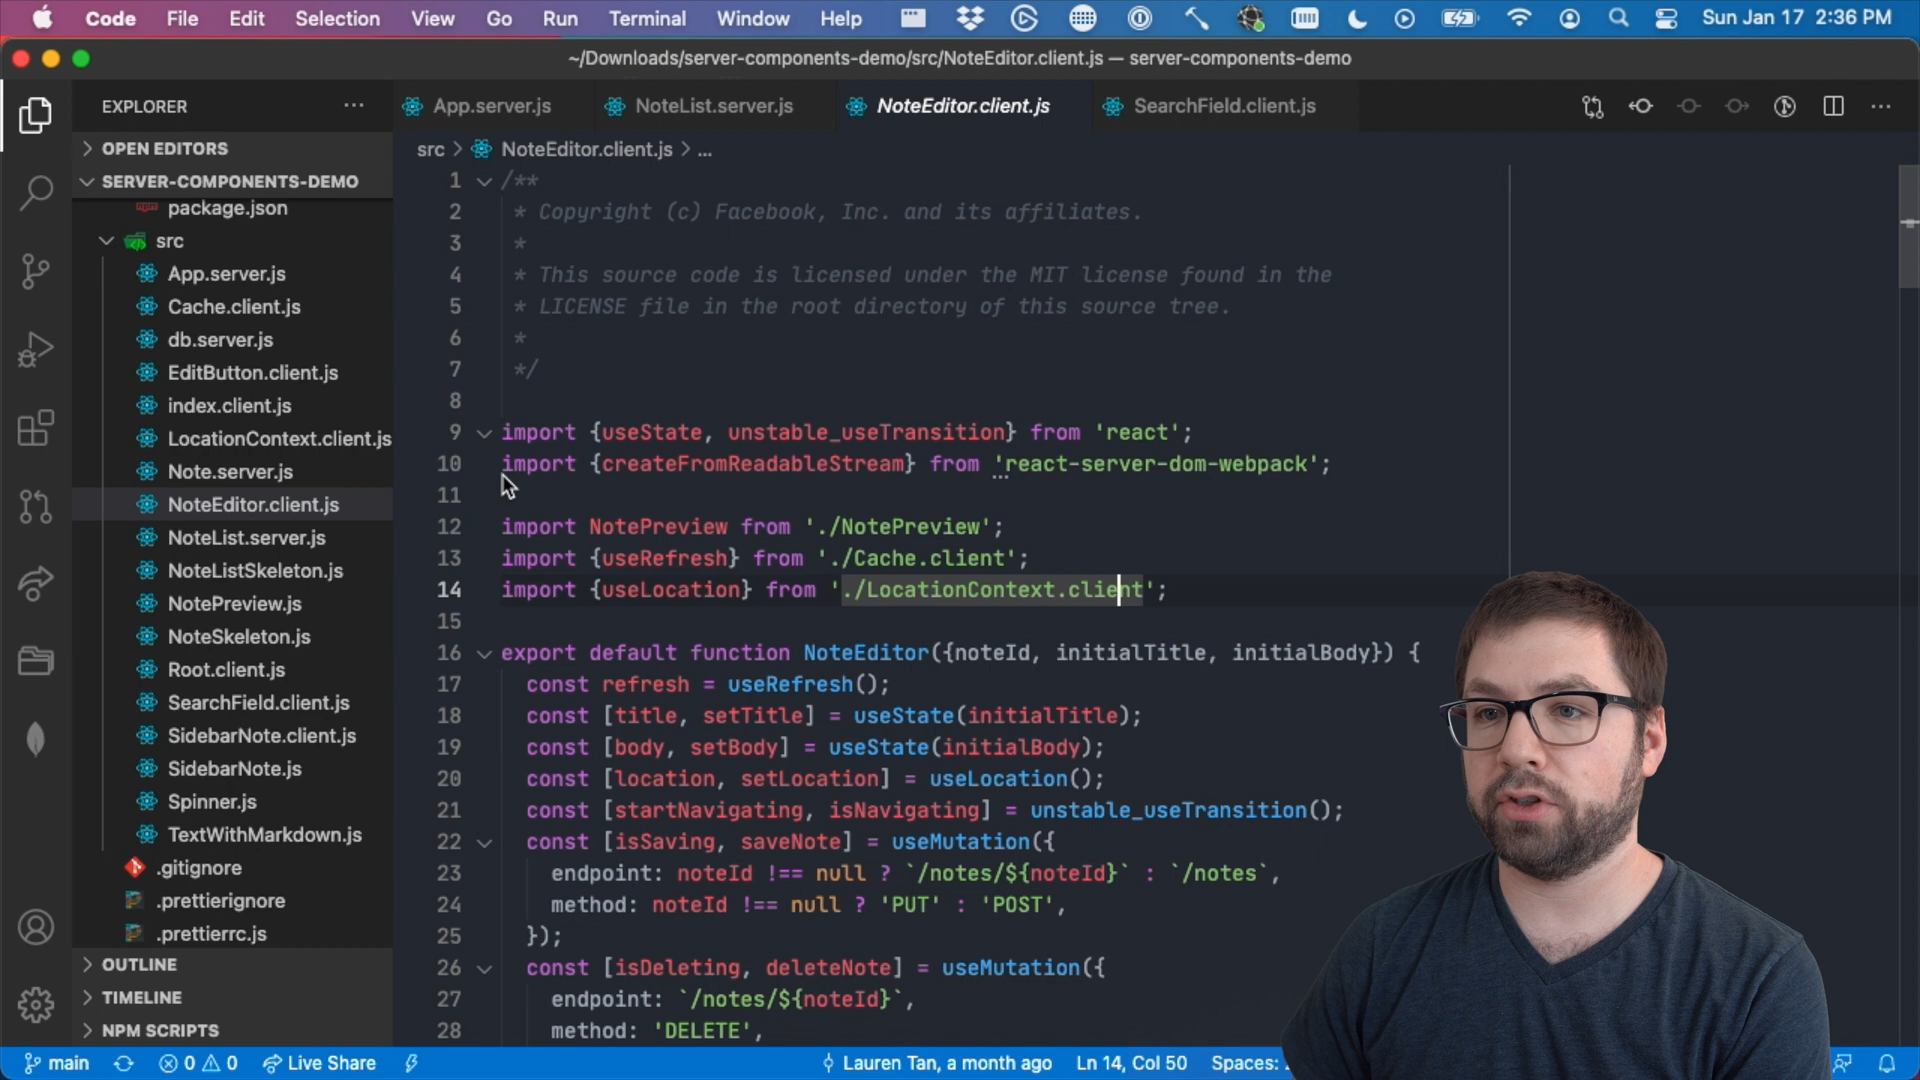 Code File Edit Selection View Go Run Terminal Window Help Sun Jan 17 2:36 PM
~/Downloads/server-components-demo/src/NoteEditor.client.js — server-components-demo
EXPLORER
App.server.js NoteList.server.js NoteEditor.client.js SearchField.client.js
OPEN EDITORS
SERVER-COMPONENTS-DEMO
package.json
src
App.server.js
Cache.client.js
db.server.js
EditButton.client.js
index.client.js
LocationContext.client.js
Note.server.js
NoteEditor.client.js
NoteList.server.js
NoteListSkeleton.js
NotePreview.js
NoteSkeleton.js
Root.client.js
SearchField.client.js
SidebarNote.client.js
SidebarNote.js
Spinner.js
TextWithMarkdown.js
.gitignore
.prettierignore
.prettierrc.js
OUTLINE
TIMELINE
NPM SCRIPTS
src > NoteEditor.client.js > ...
1 /**
2 * Copyright (c) Facebook, Inc. and its affiliates.
3 *
4 * This source code is licensed under the MIT license found in the
5 * LICENSE file in the root directory of this source tree.
6 *
7 */
8
9 import {useState, unstable_useTransition} from 'react';
10 import {createFromReadableStream} from 'react-server-dom-webpack';
11
12 import NotePreview from './NotePreview';
13 import {useRefresh} from './Cache.client';
14 import {useLocation} from './LocationContext.client';
15
16 export default function NoteEditor({noteId, initialTitle, initialBody}) {
17 const refresh = useRefresh();
18 const [title, setTitle] = useState(initialTitle);
19 const [body, setBody] = useState(initialBody);
20 const [location, setLocation] = useLocation();
21 const [startNavigating, isNavigating] = unstable_useTransition();
22 const [isSaving, saveNote] = useMutation({
23 endpoint: noteId !== null ? `/notes/${noteId}` : `/notes`,
24 method: noteId !== null ? 'PUT' : 'POST',
25 });
26 const [isDeleting, deleteNote] = useMutation({
27 endpoint: `/notes/${noteId}`,
28 method: 'DELETE',
main 0 0 Live Share Lauren Tan, a month ago Ln 14, Col 50 Spaces: